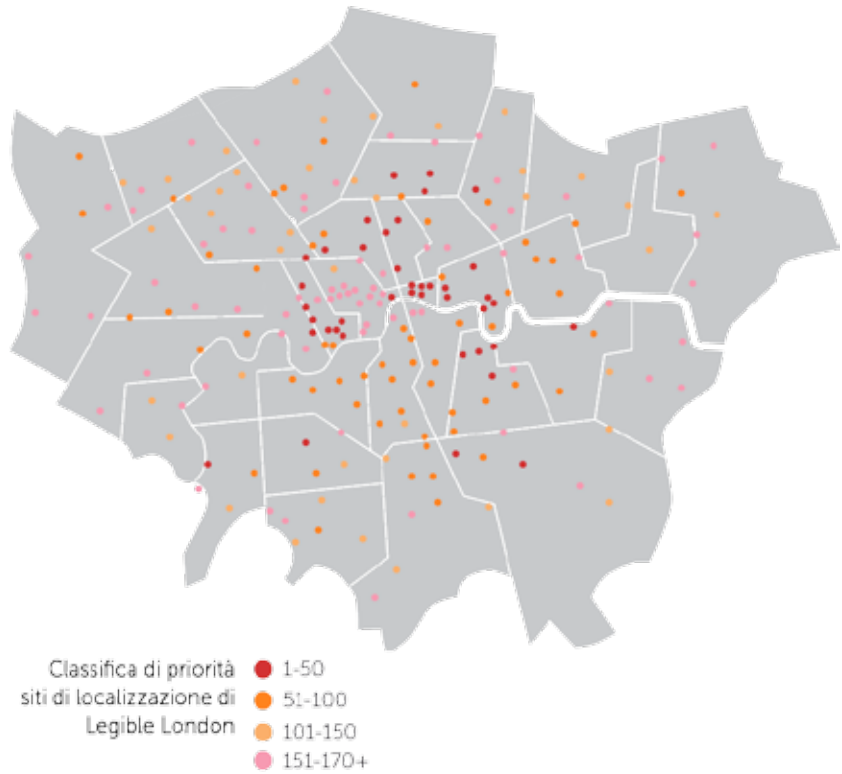 Classifica di priorità
siti di localizzazione di
Legible London
1-50
51-100
101-150
151-170+